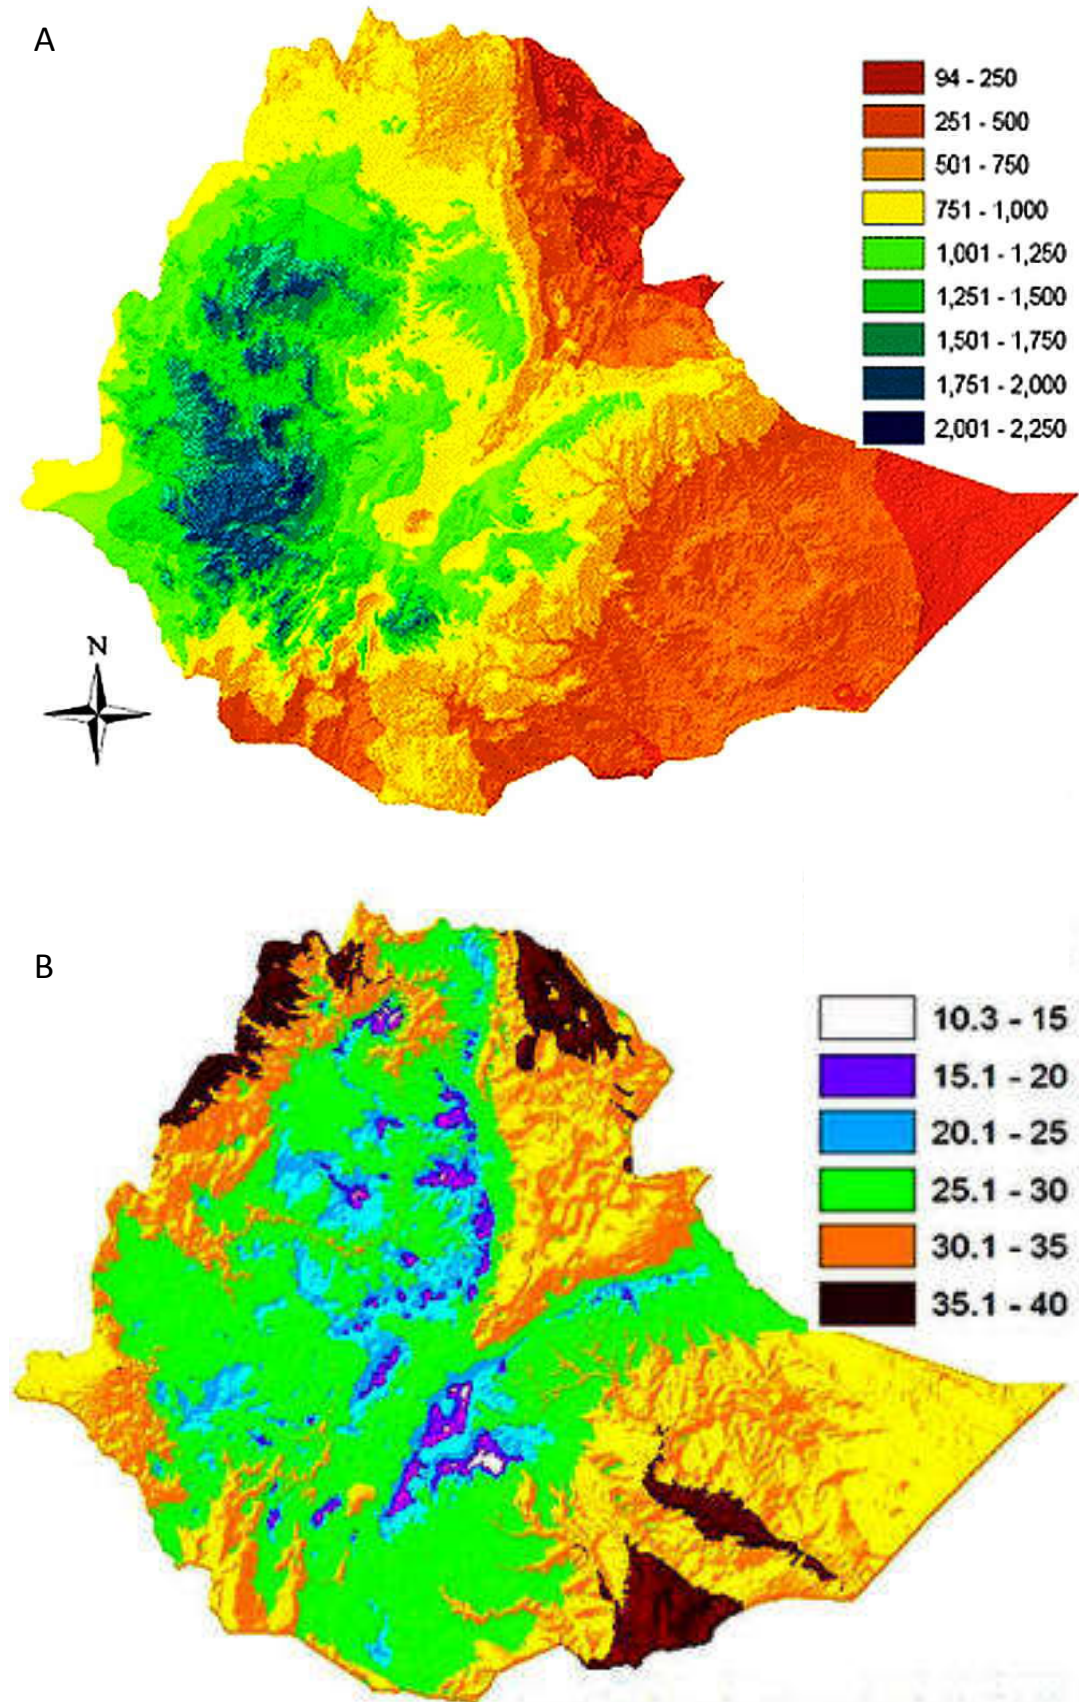 A
94 - 250
251 - 500
501 - 750
751 - 1,000
1,001 - 1,250
1,251 - 1,500
1,501 - 1,750
1,751 - 2,000
2,001 - 2,250
N
B
10.3 - 15
15.1 - 20
20.1 - 25
25.1 - 30
30.1 - 35
35.1 - 40